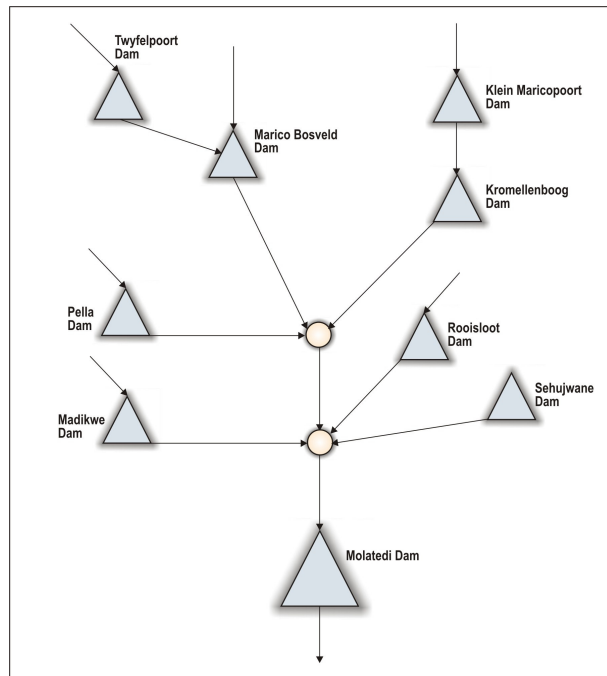 Twyfelpoort
Dam
Marico Bosveld
Dam
Klein Maricopoort
Dam
Kromellenboog
Dam
Pella
Dam
Rooisloot
Dam
Madikwe
Dam
Sehujwane
Dam
Molatedi Dam